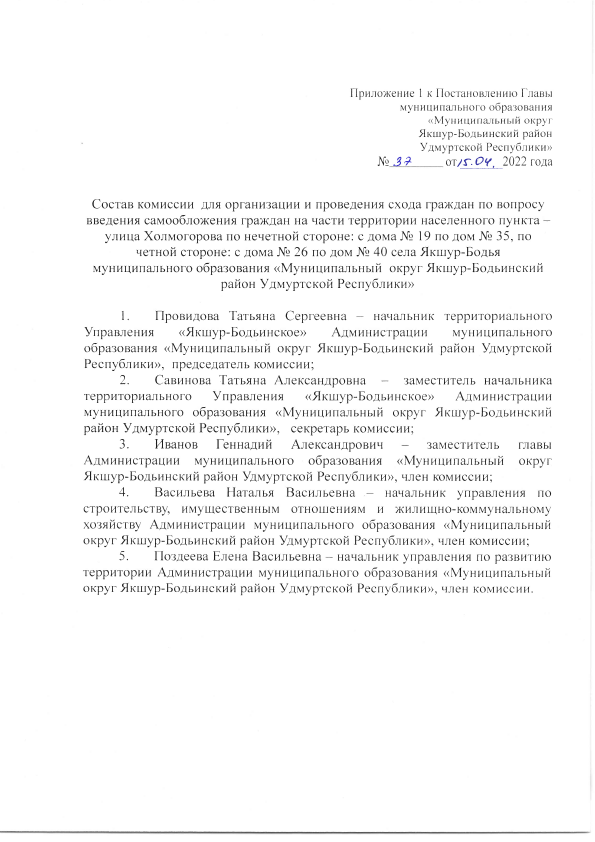 Приложение 1 к Постановлению Главы
муниципального образования
«Муниципальный округ
Якшур-Бодьинский район
Удмуртской Республики»
№ 37 от 15.04. 2022 года
Состав комиссии для организации и проведения схода граждан по вопросу
введения самообложения граждан на части территории населенного пункта –
улица Холмогорова по нечетной стороне: с дома № 19 по дом № 35, по
четной стороне: с дома № 26 по дом № 40 села Якшур-Бодья
муниципального образования «Муниципальный округ Якшур-Бодьинский
район Удмуртской Республики»
1. Провидова Татьяна Сергеевна – начальник территориального
Управления «Якшур-Бодьинское» Администрации муниципального
образования «Муниципальный округ Якшур-Бодьинский район Удмуртской
Республики», председатель комиссии;
2. Савинова Татьяна Александровна – заместитель начальника
территориального Управления «Якшур-Бодьинское» Администрации
муниципального образования «Муниципальный округ Якшур-Бодьинский
район Удмуртской Республики», секретарь комиссии;
3. Иванов Геннадий Александрович – заместитель главы
Администрации муниципального образования «Муниципальный округ
Якшур-Бодьинский район Удмуртской Республики», член комиссии;
4. Васильева Наталья Васильевна – начальник управления по
строительству, имущественным отношениям и жилищно-коммунальному
хозяйству Администрации муниципального образования «Муниципальный
округ Якшур-Бодьинский район Удмуртской Республики», член комиссии;
5. Поздеева Елена Васильевна – начальник управления по развитию
территории Администрации муниципального образования «Муниципальный
округ Якшур-Бодьинский район Удмуртской Республики», член комиссии.